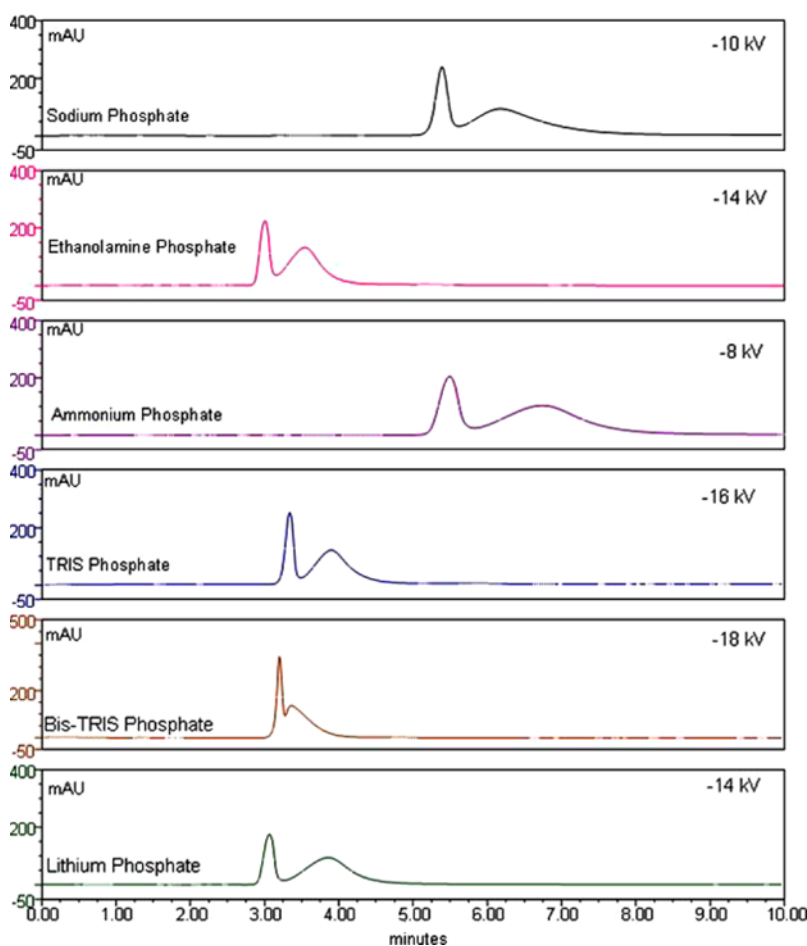 400
mAU
-10 kV
200
Sodium Phosphate
-50
400
mAU
-14 kV
200
Ethanolamine Phosphate
-50
400
mAU
-8 kV
200
Ammonium Phosphate
-50
400
mAU
-16 kV
200
TRIS Phosphate
-50
500
mAU
-18 kV
200
Bis-TRIS Phosphate
-50
400
mAU
-14 kV
200
Lithium Phosphate
-50
0.00 1.00 2.00 3.00 4.00 5.00 6.00 7.00 8.00 9.00 10.00
minutes